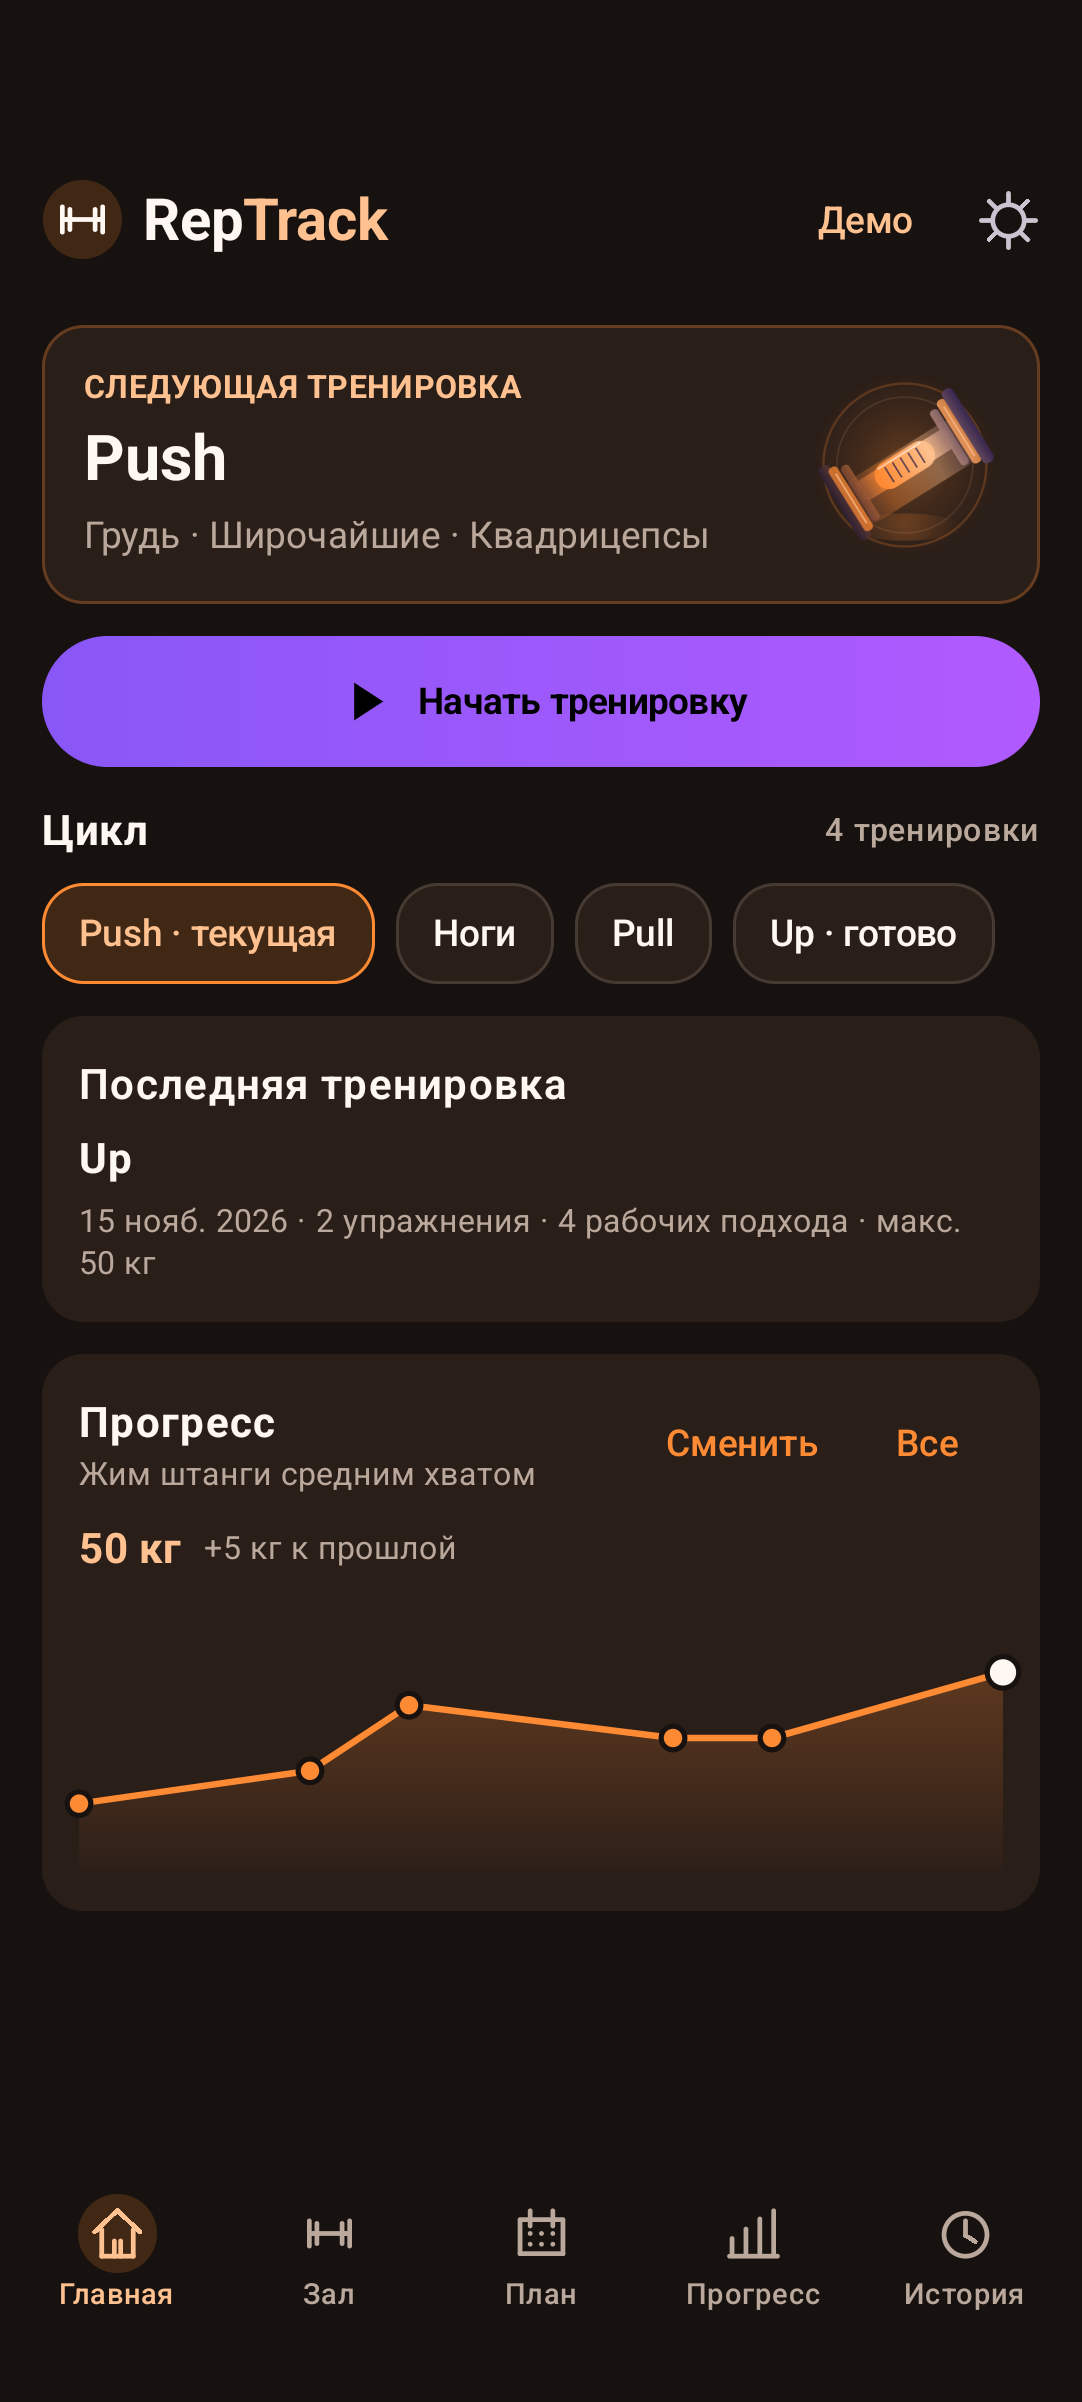 RepTrack
Демо
СЛЕДУЮЩАЯ ТРЕНИРОВКА
Push
Грудь · Широчайшие · Квадрицепсы
Начать тренировку
Цикл
4 тренировки
Push · текущая
Ноги
Pull
Up · готово
Последняя тренировка
Up
15 нояб. 2026 · 2 упражнения · 4 рабочих подхода · макс.
50 кг
Прогресс
Жим штанги средним хватом
Сменить
Все
50 кг +5 кг к прошлой
Главная
Зал
План
Прогресс
История